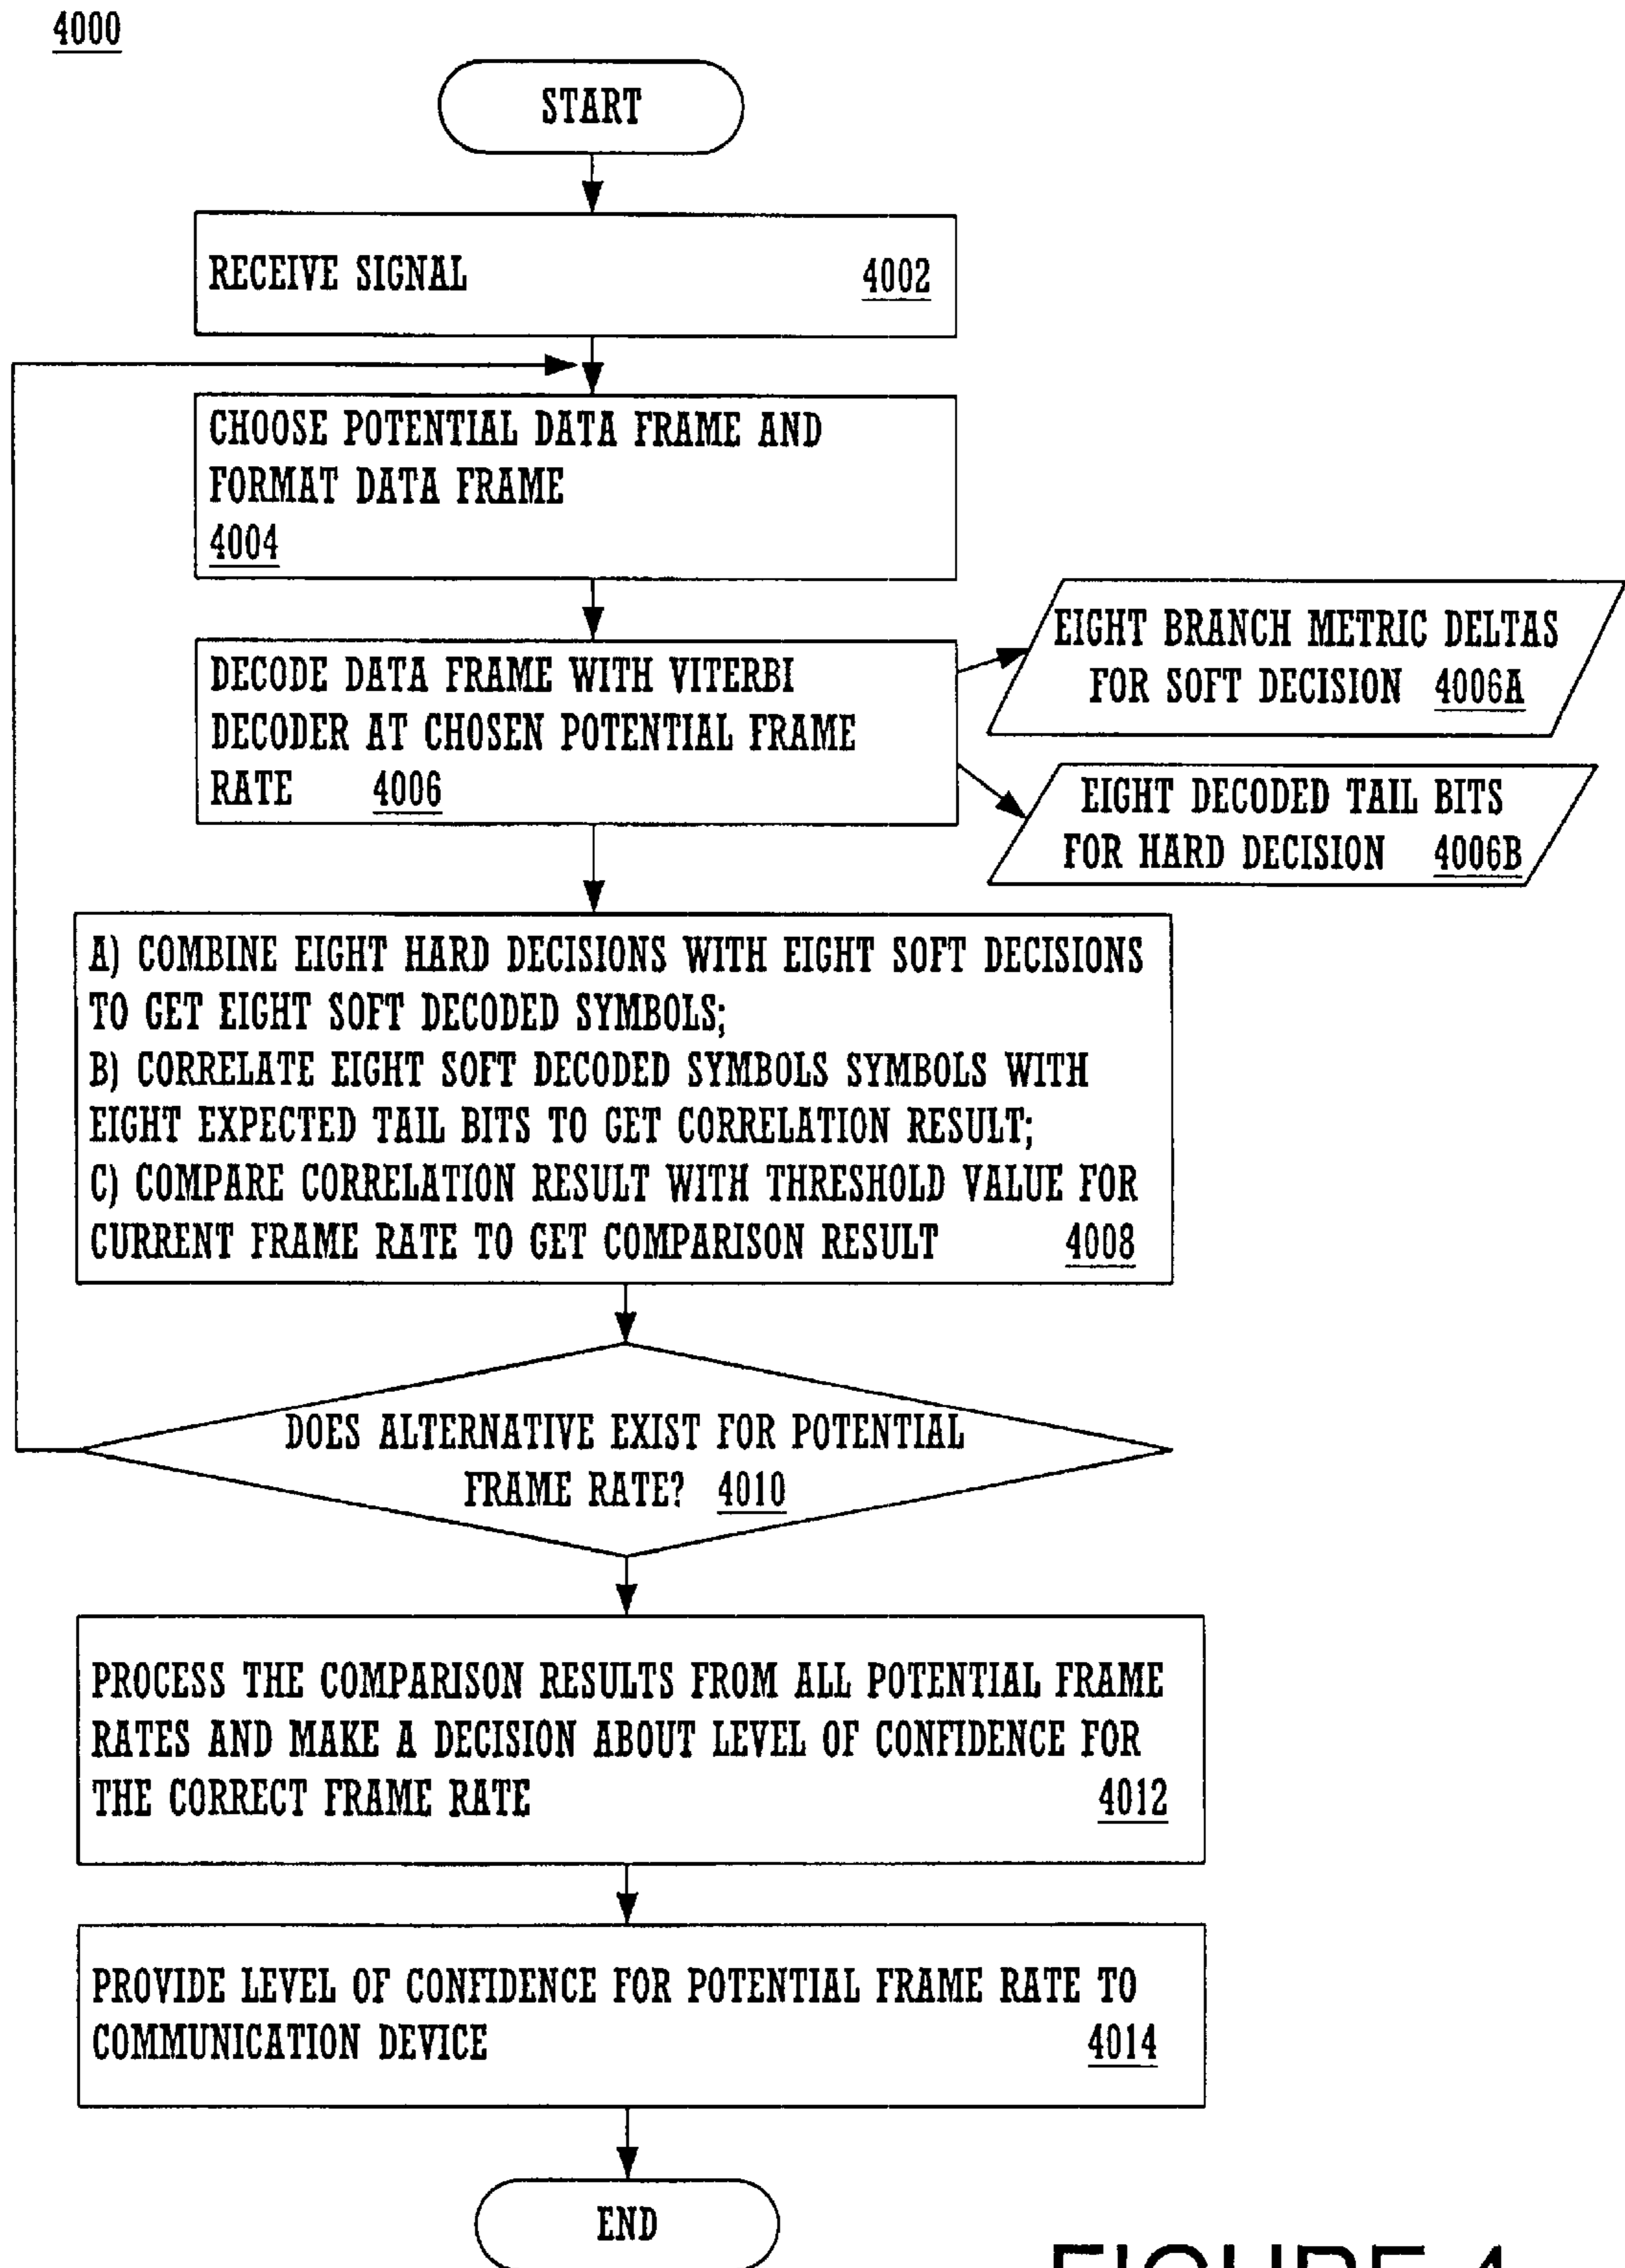 4000
START
RECEIVE SIGNAL 4002
CHOOSE POTENTIAL DATA FRAME AND
FORMAT DATA FRAME
4004
DECODE DATA FRAME WITH VITERBI
DECODER AT CHOSEN POTENTIAL FRAME
RATE 4006
EIGHT BRANCH METRIC DELTAS
FOR SOFT DECISION 4006A
EIGHT DECODED TAIL BITS
FOR HARD DECISION 4006B
A) COMBINE EIGHT HARD DECISIONS WITH EIGHT SOFT DECISIONS
TO GET EIGHT SOFT DECODED SYMBOLS;
B) CORRELATE EIGHT SOFT DECODED SYMBOLS SYMBOLS WITH
EIGHT EXPECTED TAIL BITS TO GET CORRELATION RESULT;
C) COMPARE CORRELATION RESULT WITH THRESHOLD VALUE FOR
CURRENT FRAME RATE TO GET COMPARISON RESULT 4008
DOES ALTERNATIVE EXIST FOR POTENTIAL
FRAME RATE? 4010
PROCESS THE COMPARISON RESULTS FROM ALL POTENTIAL FRAME
RATES AND MAKE A DECISION ABOUT LEVEL OF CONFIDENCE FOR
THE CORRECT FRAME RATE 4012
PROVIDE LEVEL OF CONFIDENCE FOR POTENTIAL FRAME RATE TO
COMMUNICATION DEVICE 4014
END
FIGURE 4